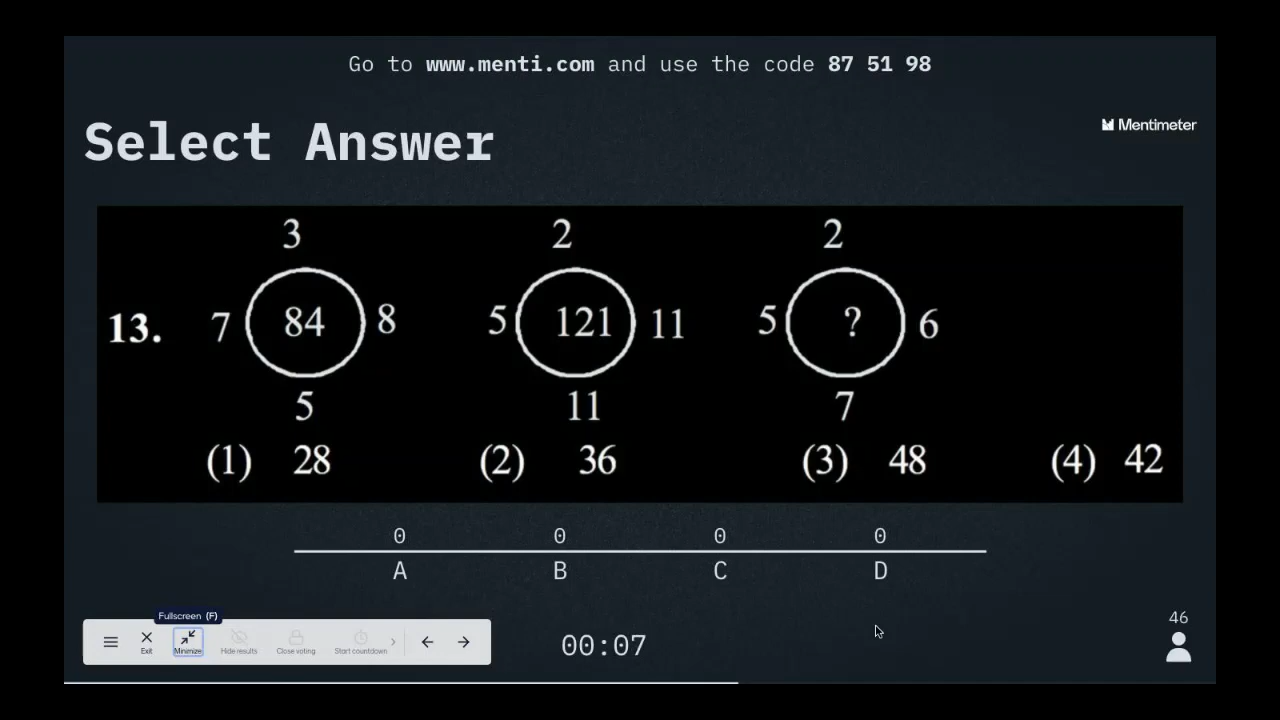 Go to www.menti.com and use the code 87 51 98
Select Answer
Mentimeter
3 2 2
13. 7 84 8 5 121 11 5 ? 6
5 11 7
(1) 28 (2) 36 (3) 48 (4) 42
0 0 0 0
A B C D
Fullscreen (F)
46
Exit Minimize Hide results Close voting Start countdown
00:07